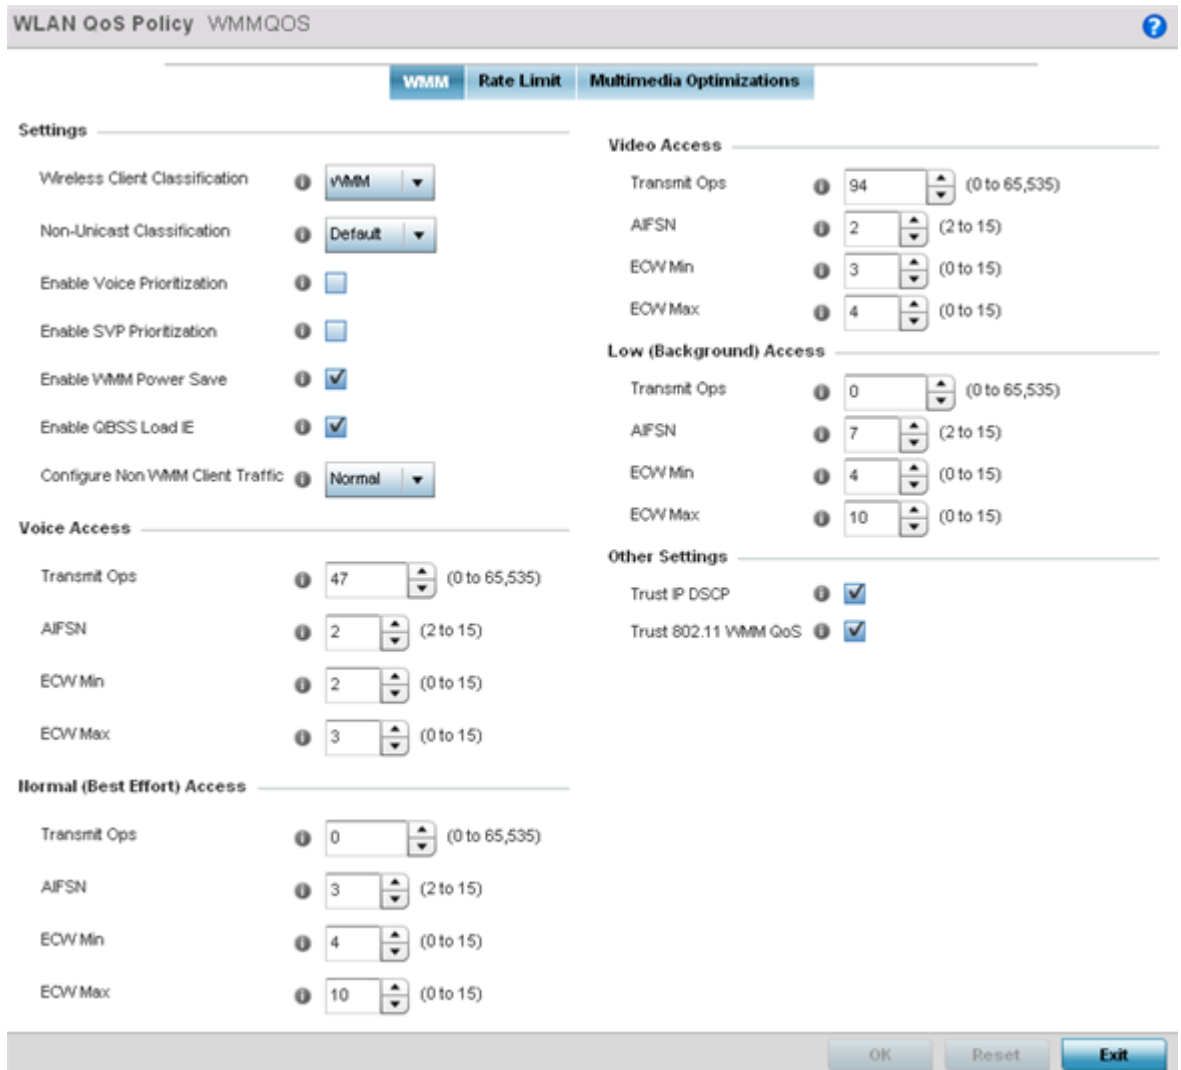 WLAN QoS Policy WMMQOS ?
WMM Rate Limit Multimedia Optimizations
Settings
Wireless Client Classification WMM
Non-Unicast Classification Default
Enable Voice Prioritization
Enable SVP Prioritization
Enable WMM Power Save
Enable QBSS Load IE
Configure Non WMM Client Traffic Normal
Voice Access
Transmit Ops 47 (0 to 65,535)
AIFSN 2 (2 to 15)
ECW Min 2 (0 to 15)
ECW Max 3 (0 to 15)
Normal (Best Effort) Access
Transmit Ops 0 (0 to 65,535)
AIFSN 3 (2 to 15)
ECW Min 4 (0 to 15)
ECW Max 10 (0 to 15)
Video Access
Transmit Ops 94 (0 to 65,535)
AIFSN 2 (2 to 15)
ECW Min 3 (0 to 15)
ECW Max 4 (0 to 15)
Low (Background) Access
Transmit Ops 0 (0 to 65,535)
AIFSN 7 (2 to 15)
ECW Min 4 (0 to 15)
ECW Max 10 (0 to 15)
Other Settings
Trust IP DSCP
Trust 802.11 WMM QoS
OK Reset Exit